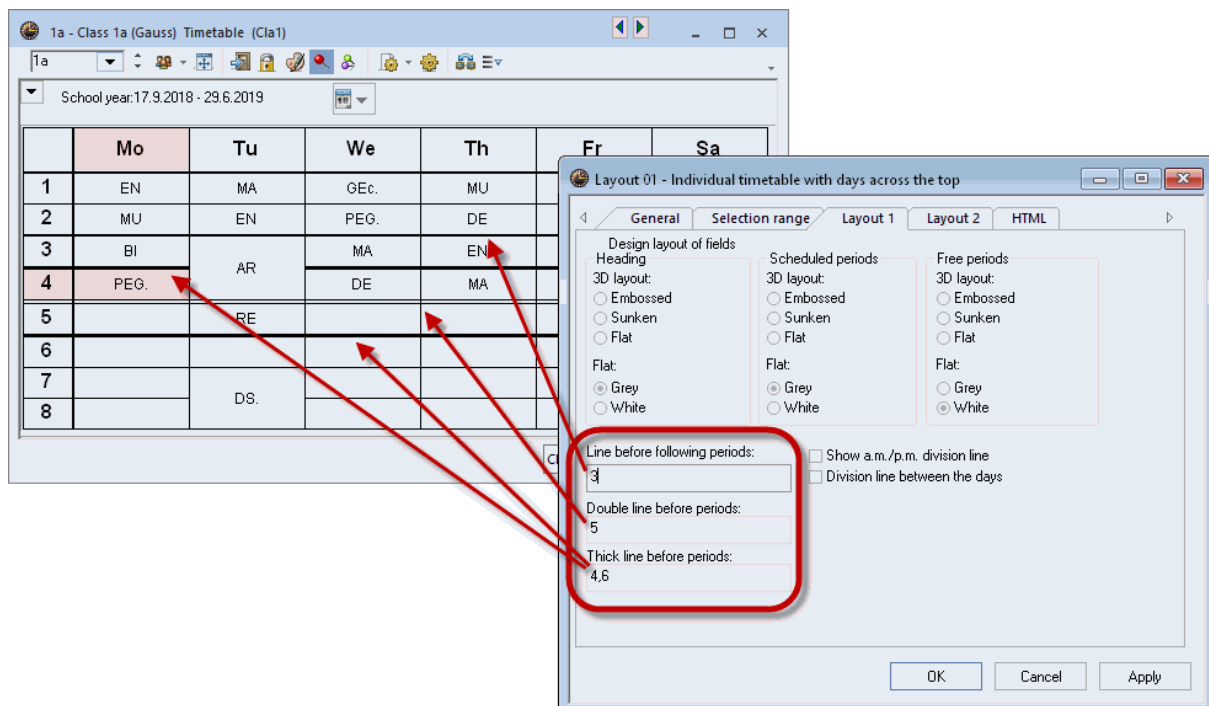 1a - Class 1a (Gauss) Timetable (Cla1)
1a
School year:17.9.2018 - 29.6.2019
Mo Tu We Th Fr Sa
1 EN MA GEc. MU
2 MU EN PEG. DE
3 BI AR MA EN
4 PEG. DE MA
5 RE
6
7 DS.
8
Layout 01 - Individual timetable with days across the top
General Selection range Layout 1 Layout 2 HTML
Design layout of fields
Heading Scheduled periods Free periods
3D layout: 3D layout: 3D layout:
Embossed Embossed Embossed
Sunken Sunken Sunken
Flat Flat Flat
Flat: Flat: Flat:
Grey Grey Grey
White White White
Line before following periods: Show a.m./p.m. division line
3 Division line between the days
Double line before periods:
5
Thick line before periods:
4,6
OK Cancel Apply